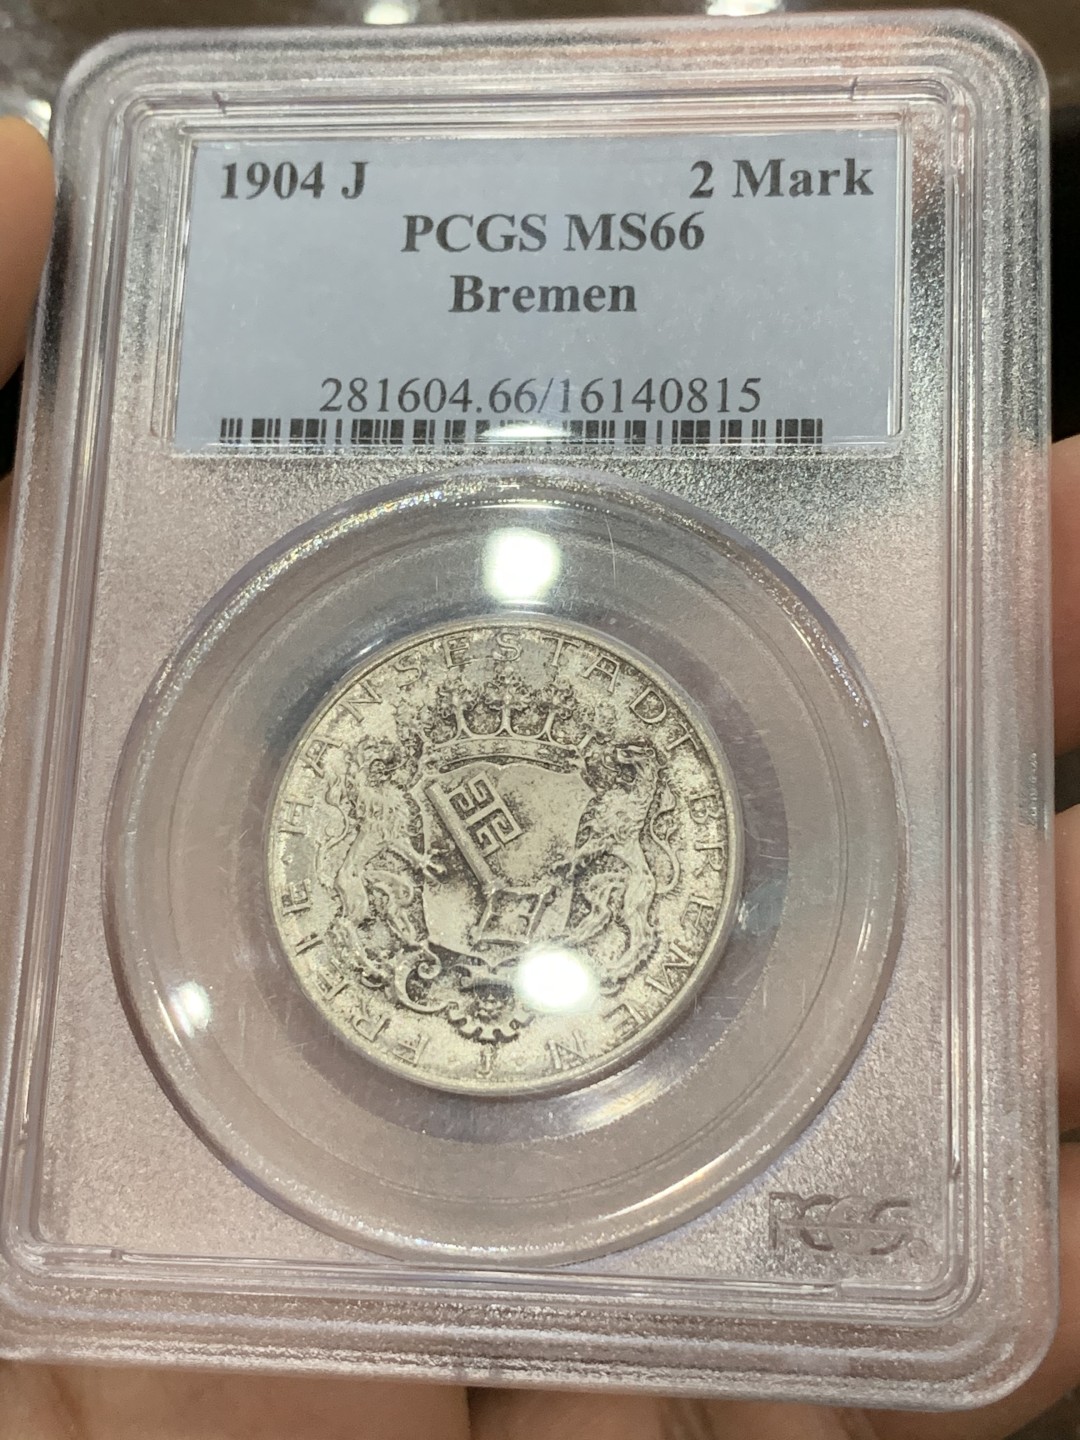 1904 J 2 Mark
PCGS MS66
Bremen
281604.66/16140815
FREIE HANSESTADT BREMEN
J
PCGS